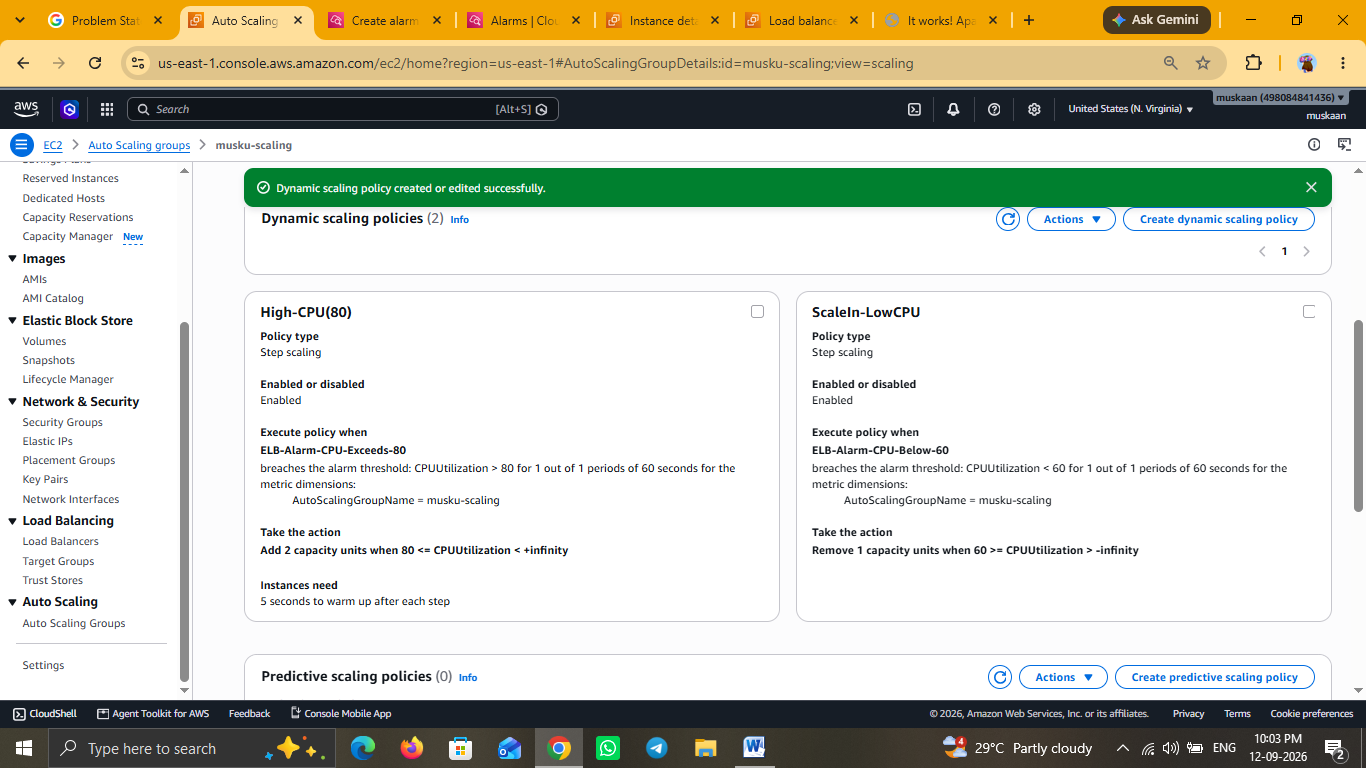 Problem Stat
Auto Scaling
Create alarm
Alarms | Clou
Instance deta
Load balance
It works! Apa
Ask Gemini
us-east-1.console.aws.amazon.com/ec2/home?region=us-east-1#AutoScalingGroupDetails:id=musku-scaling;view=scaling
aws
Search
[Alt+S]
United States (N. Virginia)
muskaan (498084841436)
muskaan
EC2
Auto Scaling groups
musku-scaling
Savings Plans
Reserved Instances
Dedicated Hosts
Capacity Reservations
Capacity Manager New
Images
AMIs
AMI Catalog
Elastic Block Store
Volumes
Snapshots
Lifecycle Manager
Network & Security
Security Groups
Elastic IPs
Placement Groups
Key Pairs
Network Interfaces
Load Balancing
Load Balancers
Target Groups
Trust Stores
Auto Scaling
Auto Scaling Groups
Settings
Dynamic scaling policy created or edited successfully.
Dynamic scaling policies (2) Info
Actions
Create dynamic scaling policy
1
High-CPU(80)
Policy type
Step scaling
Enabled or disabled
Enabled
Execute policy when
ELB-Alarm-CPU-Exceeds-80
breaches the alarm threshold: CPUUtilization > 80 for 1 out of 1 periods of 60 seconds for the
metric dimensions:
AutoScalingGroupName = musku-scaling
Take the action
Add 2 capacity units when 80 <= CPUUtilization < +infinity
Instances need
5 seconds to warm up after each step
ScaleIn-LowCPU
Policy type
Step scaling
Enabled or disabled
Enabled
Execute policy when
ELB-Alarm-CPU-Below-60
breaches the alarm threshold: CPUUtilization < 60 for 1 out of 1 periods of 60 seconds for the
metric dimensions:
AutoScalingGroupName = musku-scaling
Take the action
Remove 1 capacity units when 60 >= CPUUtilization > -infinity
Predictive scaling policies (0) Info
Actions
Create predictive scaling policy
CloudShell
Agent Toolkit for AWS
Feedback
Console Mobile App
© 2026, Amazon Web Services, Inc. or its affiliates.
Privacy
Terms
Cookie preferences
Type here to search
4
29°C Partly cloudy
ENG
10:03 PM
12-09-2026
2